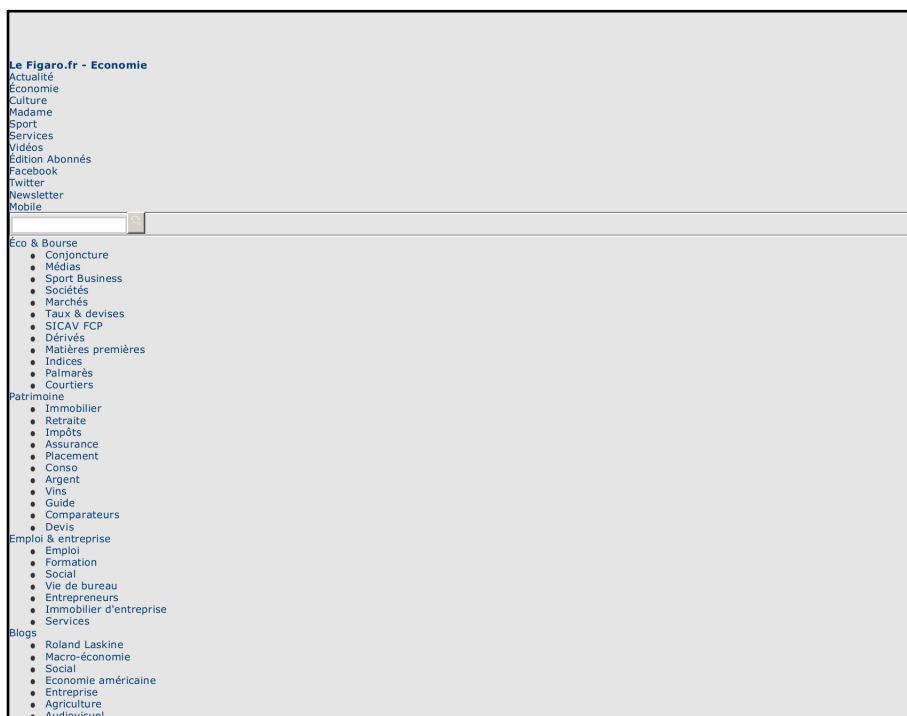 Le Figaro.fr - Economie
Actualité
Économie
Culture
Madame
Sport
Services
Vidéos
Édition Abonnés
Facebook
Twitter
Newsletter
Mobile
Éco & Bourse
Conjoncture
Médias
Sport Business
Sociétés
Marchés
Taux & devises
SICAV FCP
Dérivés
Matières premières
Indices
Palmarès
Courtiers
Patrimoine
Immobilier
Retraite
Impôts
Assurance
Placement
Conso
Argent
Vins
Guide
Comparateurs
Devis
Emploi & entreprise
Emploi
Formation
Social
Vie de bureau
Entrepreneurs
Immobilier d'entreprise
Services
Blogs
Roland Laskine
Macro-économie
Social
Economie américaine
Entreprise
Agriculture
Audiovisuel